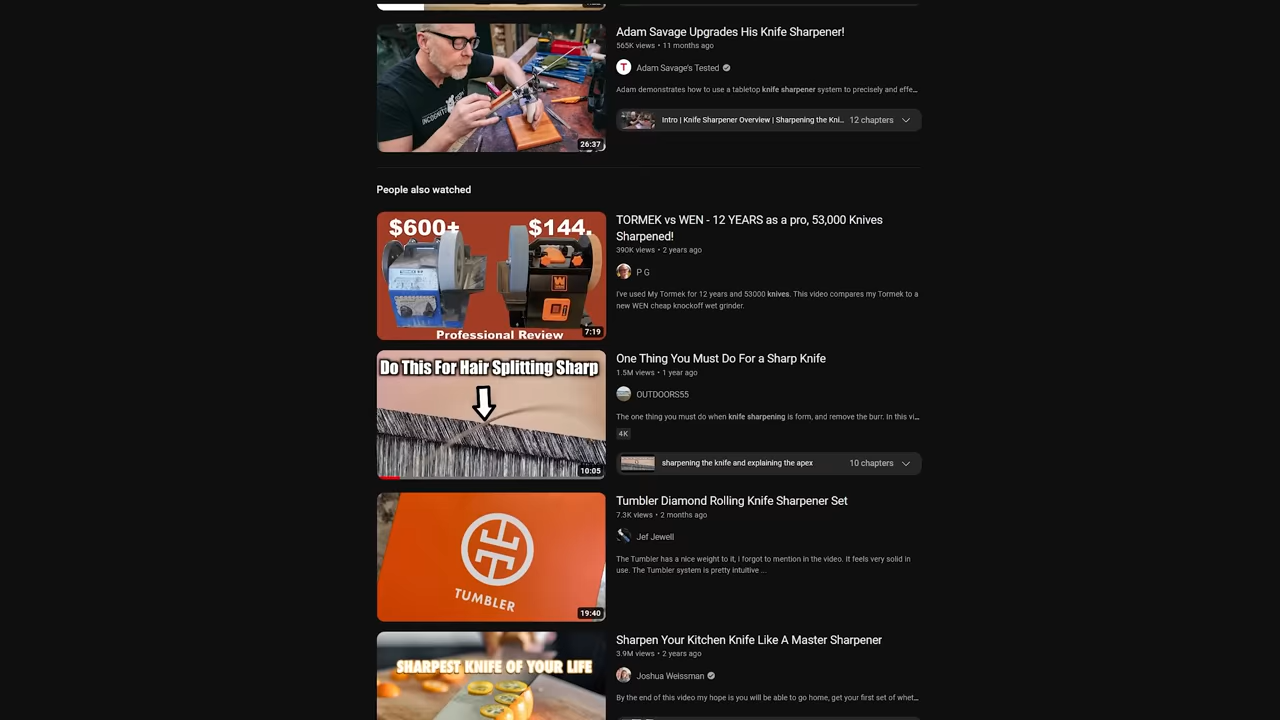 Adam Savage Upgrades His Knife Sharpener!
565K views • 11 months ago
T Adam Savage's Tested
Adam demonstrates how to use a tabletop knife sharpener system to precisely and effe...
Intro | Knife Sharpener Overview | Sharpening the Kni... 12 chapters
26:37
People also watched
$600+ $144.
Professional Review
7:19
TORMEK vs WEN - 12 YEARS as a pro, 53,000 Knives
Sharpened!
390K views • 2 years ago
P G
I've used My Tormek for 12 years and 53000 knives. This video compares my Tormek to a
new WEN cheap knockoff wet grinder.
Do This For Hair Splitting Sharp
10:05
One Thing You Must Do For a Sharp Knife
1.5M views • 1 year ago
OUTDOORS55
The one thing you must do when knife sharpening is form, and remove the burr. In this vi...
4K
sharpening the knife and explaining the apex 10 chapters
TUMBLER
19:40
Tumbler Diamond Rolling Knife Sharpener Set
7.3K views • 2 months ago
Jef Jewell
The Tumbler has a nice weight to it, I forgot to mention in the video. It feels very solid in
use. The Tumbler system is pretty intuitive ...
SHARPEST KNIFE OF YOUR LIFE
Sharpen Your Kitchen Knife Like A Master Sharpener
3.9M views • 2 years ago
Joshua Weissman
By the end of this video my hope is you will be able to go home, get your first set of whet...